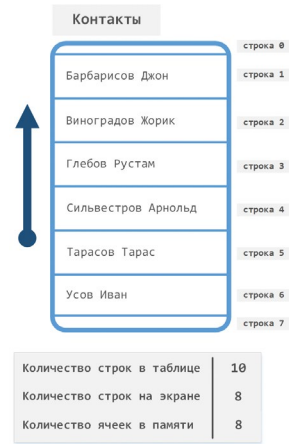 Контакты
строка 0
Барбарисов Джон
строка 1
Виноградов Жорик
строка 2
Глебов Рустам
строка 3
Сильвестров Арнольд
строка 4
Тарасов Тарас
строка 5
Усов Иван
строка 6
строка 7
Количество строк в таблице 10
Количество строк на экране 8
Количество ячеек в памяти 8